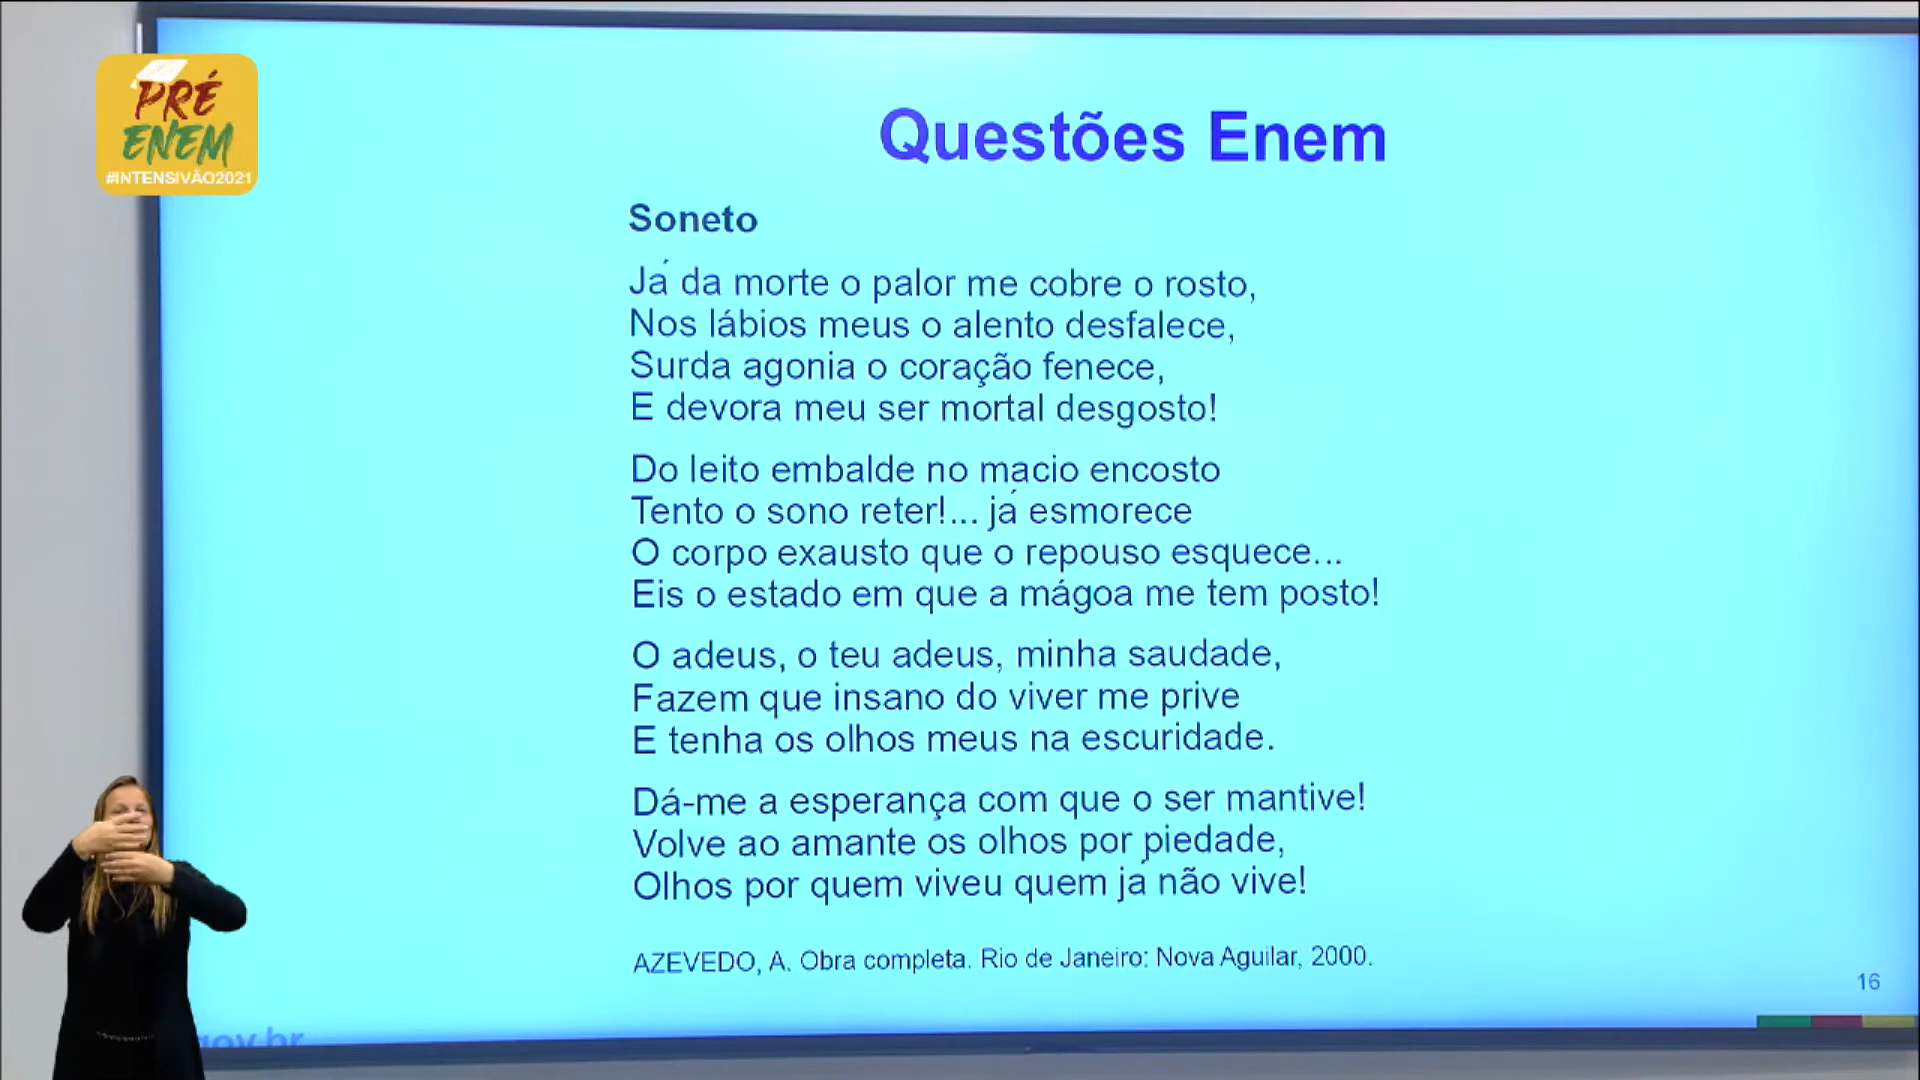 PRÉ
ENEM
#INTENSIVÃO2021
Questões Enem
Soneto
Já da morte o palor me cobre o rosto,
Nos lábios meus o alento desfalece,
Surda agonia o coração fenece,
E devora meu ser mortal desgosto!
Do leito embalde no macio encosto
Tento o sono reter!... já esmorece
O corpo exausto que o repouso esquece...
Eis o estado em que a mágoa me tem posto!
O adeus, o teu adeus, minha saudade,
Fazem que insano do viver me prive
E tenha os olhos meus na escuridade.
Dá-me a esperança com que o ser mantive!
Volve ao amante os olhos por piedade,
Olhos por quem viveu quem já não vive!
AZEVEDO, A. Obra completa. Rio de Janeiro: Nova Aguilar, 2000.
16
gov.br